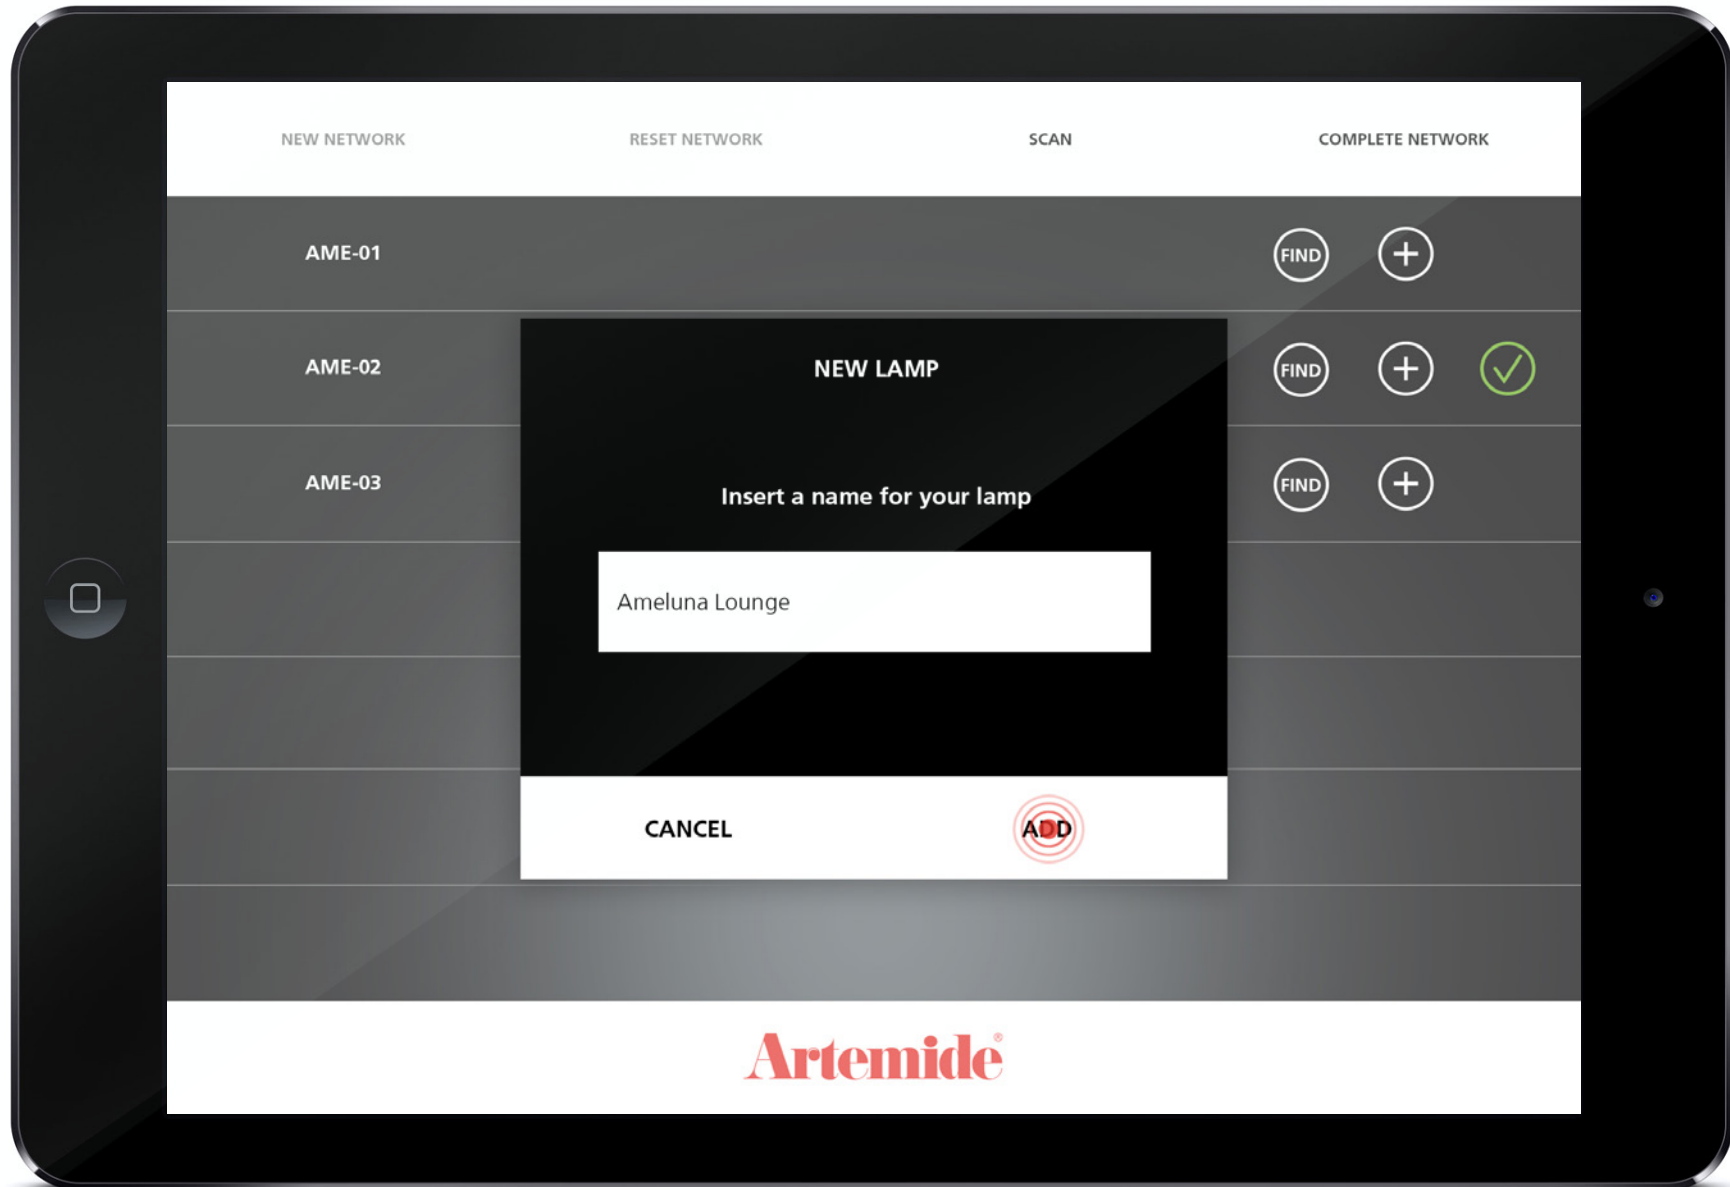 NEW NETWORK RESET NETWORK SCAN COMPLETE NETWORK
AME-01 FIND
AME-02 FIND
AME-03 FIND
NEW LAMP
Insert a name for your lamp
Ameluna Lounge
CANCEL ADD
Artemide®